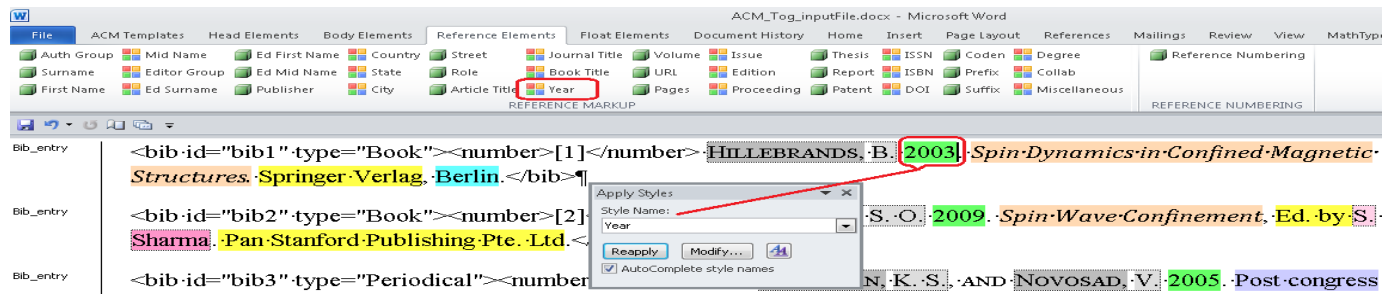 W ACM_Tog_inputFile.docx - Microsoft Word
File ACM Templates Head Elements Body Elements Reference Elements Float Elements Document History Home Insert Page Layout References Mailings Review View MathType
Auth Group Mid Name Ed First Name Country Street Journal Title Volume Issue Thesis ISSN Coden Degree Reference Numbering
Surname Editor Group Ed Mid Name State Role Book Title URL Edition Report ISBN Prefix Collab
First Name Ed Surname Publisher City Article Title Year Pages Proceeding Patent DOI Suffix Miscellaneous
REFERENCE MARKUP REFERENCE NUMBERING
Bib_entry <bib·id="bib1"·type="Book"><number>[1]</number>·HILLEBRANDS,·B.·2003.·Spin·Dynamics·in·Confined·Magnetic·
Structures.·Springer·Verlag,·Berlin.</bib>¶
Apply Styles
Style Name:
Bib_entry <bib·id="bib2"·type="Book"><number>[2] S.·O.·2009.·Spin·Wave·Confinement,·Ed.·by·S.·
Year
Sharma.·Pan·Stanford·Publishing·Pte.·Ltd.<
Reapply Modify...
AutoComplete style names
Bib_entry <bib·id="bib3"·type="Periodical"><number N,·K.·S.,·AND·NOVOSAD,·V.·2005.·Post·congress